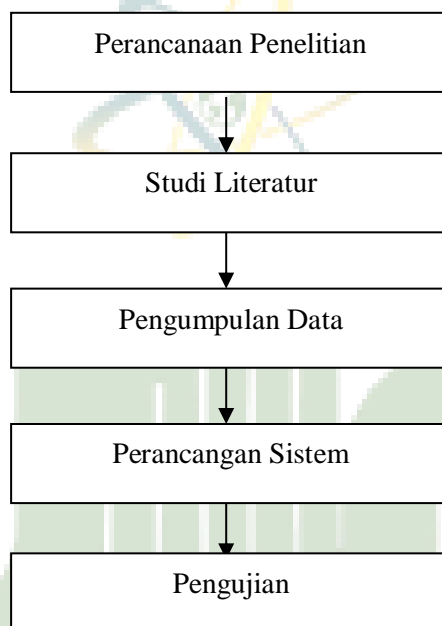 Perancanaan Penelitian
Studi Literatur
Pengumpulan Data
Perancangan Sistem
Pengujian